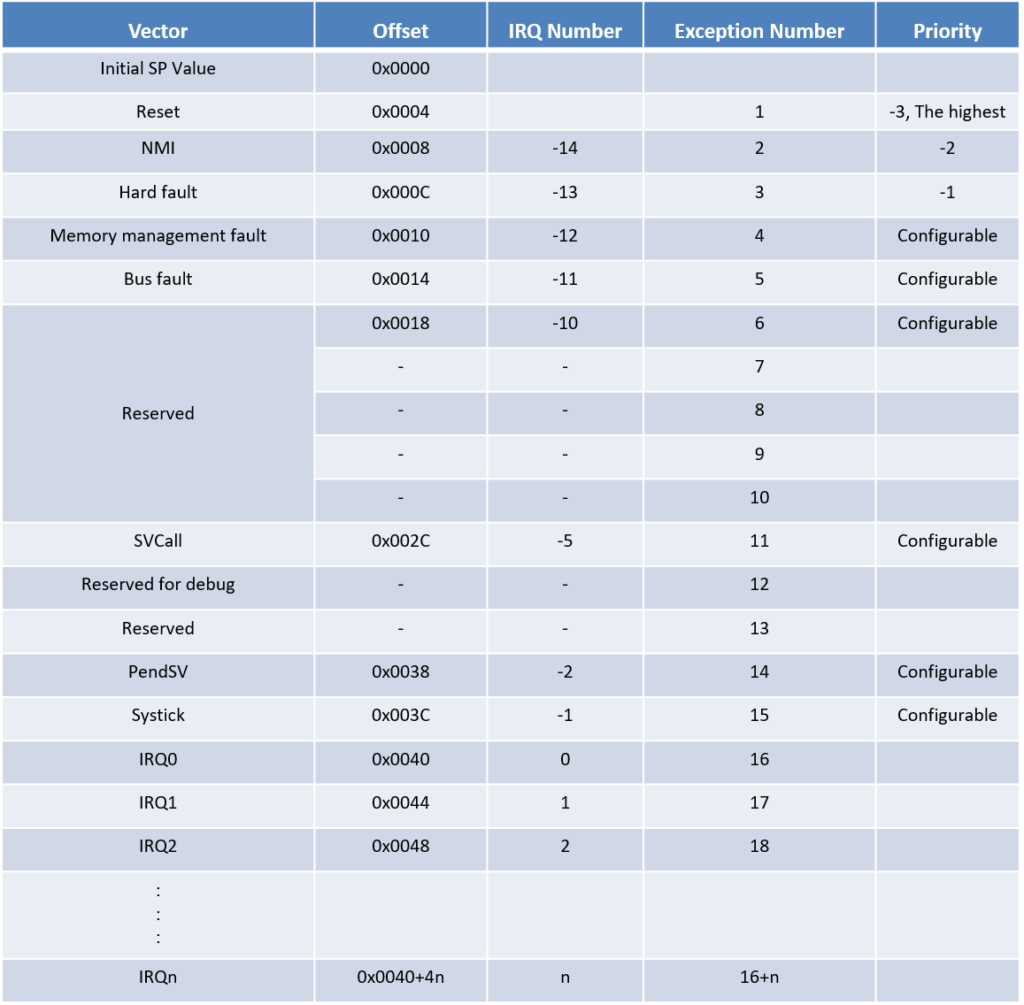 Vector Offset IRQ Number Exception Number Priority
Initial SP Value 0x0000
Reset 0x0004 1 -3, The highest
NMI 0x0008 -14 2 -2
Hard fault 0x000C -13 3 -1
Memory management fault 0x0010 -12 4 Configurable
Bus fault 0x0014 -11 5 Configurable
0x0018 -10 6 Configurable
- - 7
Reserved - - 8
- - 9
- - 10
SVCall 0x002C -5 11 Configurable
Reserved for debug - - 12
Reserved - - 13
PendSV 0x0038 -2 14 Configurable
Systick 0x003C -1 15 Configurable
IRQ0 0x0040 0 16
IRQ1 0x0044 1 17
IRQ2 0x0048 2 18
:
:
:
IRQn 0x0040+4n n 16+n